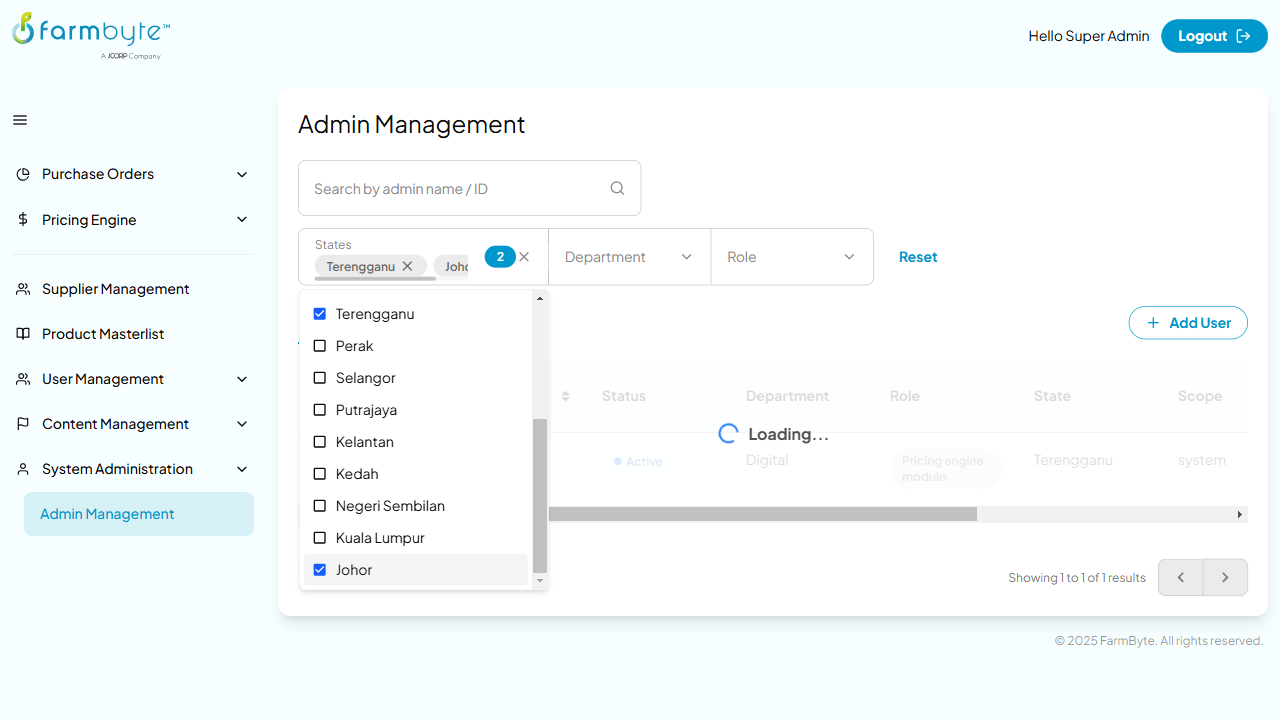 farmbyte™
A JCORP Company
Hello Super Admin
Logout
Purchase Orders
Pricing Engine
Supplier Management
Product Masterlist
User Management
Content Management
System Administration
Admin Management
Admin Management
Search by admin name / ID
States
Terengganu
Joho
2
Department
Role
Reset
Terengganu
Perak
Selangor
Putrajaya
Kelantan
Kedah
Negeri Sembilan
Kuala Lumpur
Johor
Add User
Status
Department
Role
State
Scope
Loading...
Active
Digital
Pricing engine
module
Terengganu
system
Showing 1 to 1 of 1 results
© 2025 FarmByte. All rights reserved.